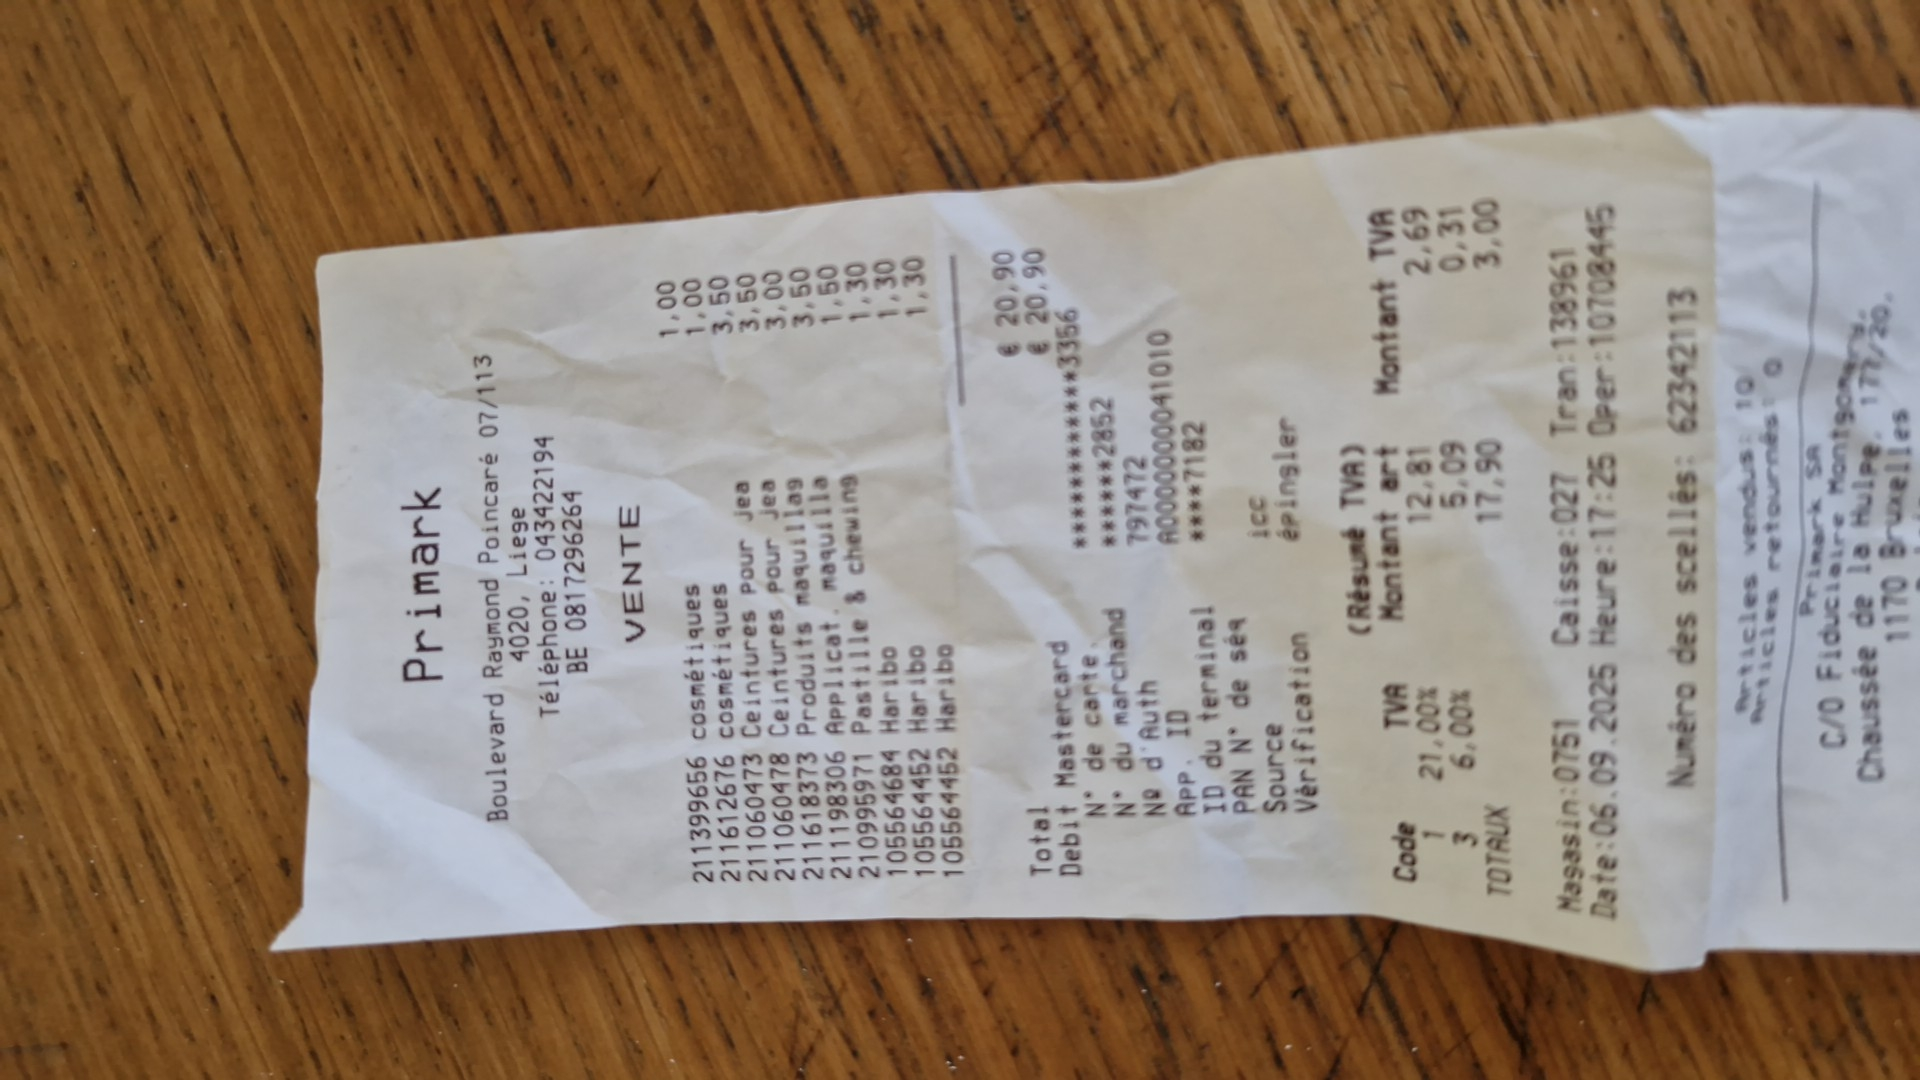 Primark
Boulevard Raymond Poincaré 07/113
4020, Liege
Téléphone: 043422194
BE 0817296264
VENTE
211399656 cosmétiques 1,00
211612676 cosmétiques 1,00
211060473 Ceintures pour Jea 3,50
211060478 Ceintures pour Jea 3,50
211618373 Produits maquillag 3,00
211198306 Applicat. maquilla 3,50
210995971 Pastille & chewing 1,50
105564684 Haribo 1,30
105564452 Haribo 1,30
105564452 Haribo 1,30
Total € 20,90
Debit Mastercard € 20,90
N° de carte ************3356
N° du marchand ******2852
Nº d'Auth 797472
APP. ID A0000000041010
ID du terminal ****7182
PAN N° de séq
Source icc
Vérification épingler
(Résumé TVA)
Code TVA Montant art Montant TVA
1 21,00% 12,81 2,69
3 6,00% 5,09 0,31
TOTAUX 17,90 3,00
Magasin:0751 Caisse:027 Tran:138961
Date:06.09.2025 Heure:17:25 Oper:10708445
Numéro des scellés: 62342113
Articles vendus: 10
Articles retournés: 0
Primark SA
C/O Fiduciaire Montgomery,
Chaussée de la Hulpe, 177/20,
1170 Bruxelles